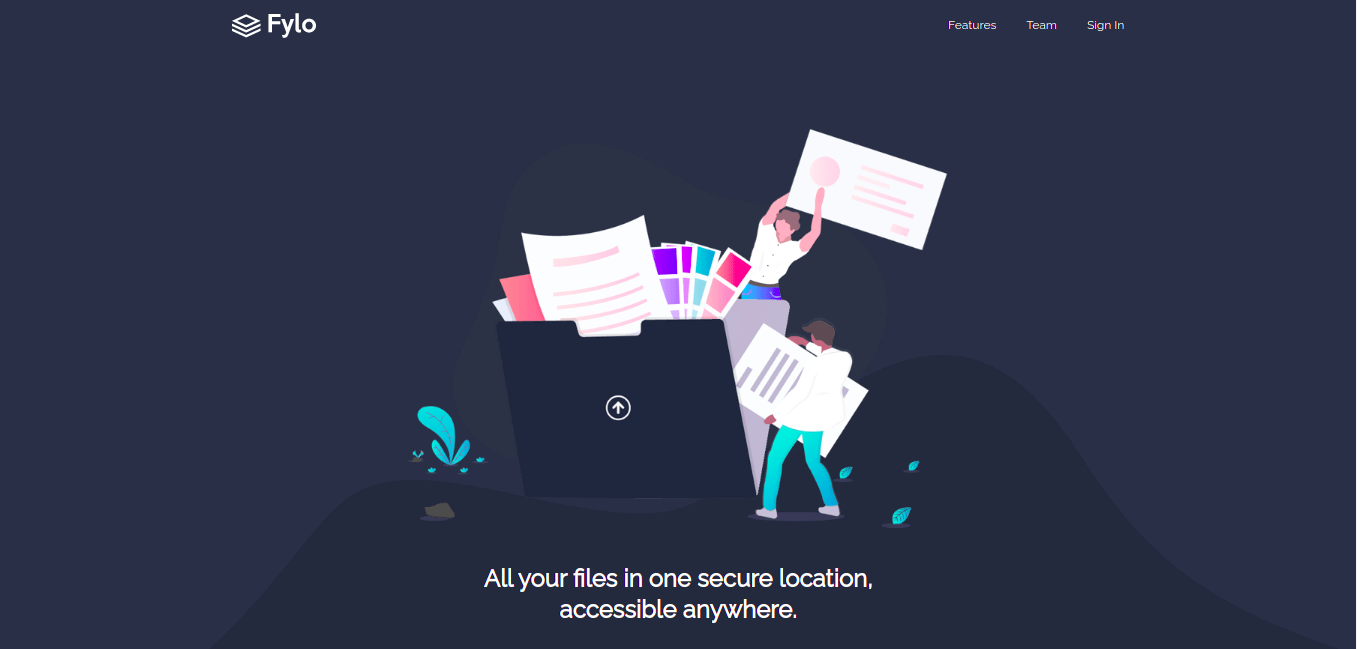 Fylo
Features
Team
Sign In
All your files in one secure location,
accessible anywhere.